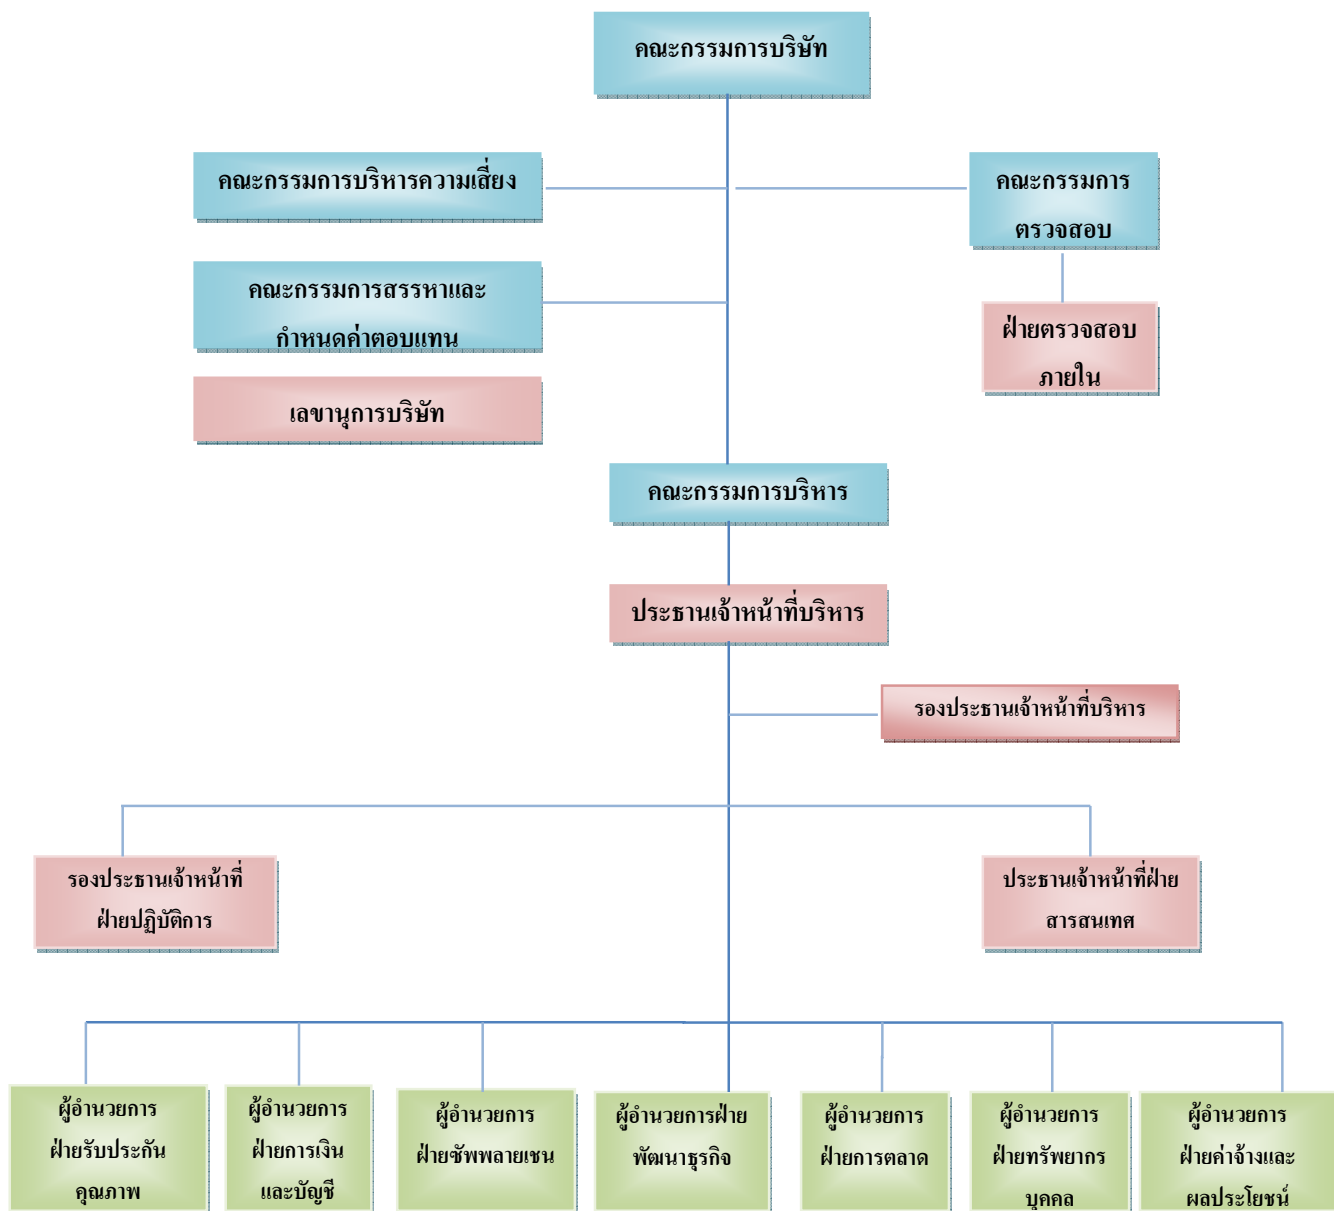 คณะกรรมการบริษัท
คณะกรรมการบริหารความเสี่ยง
คณะกรรมการ
ตรวจสอบ
คณะกรรมการสรรหาและ
กำหนดค่าตอบแทน
ฝ่ายตรวจสอบ
ภายใน
เลขานุการบริษัท
คณะกรรมการบริหาร
ประธานเจ้าหน้าที่บริหาร
รองประธานเจ้าหน้าที่บริหาร
รองประธานเจ้าหน้าที่
ฝ่ายปฏิบัติการ
ประธานเจ้าหน้าที่ฝ่าย
สารสนเทศ
ผู้อำนวยการ
ฝ่ายรับประกัน
คุณภาพ
ผู้อำนวยการ
ฝ่ายการเงิน
และบัญชี
ผู้อำนวยการ
ฝ่ายซัพพลายเชน
ผู้อำนวยการฝ่าย
พัฒนาธุรกิจ
ผู้อำนวยการ
ฝ่ายการตลาด
ผู้อำนวยการ
ฝ่ายทรัพยากร
บุคคล
ผู้อำนวยการ
ฝ่ายค่าจ้างและ
ผลประโยชน์